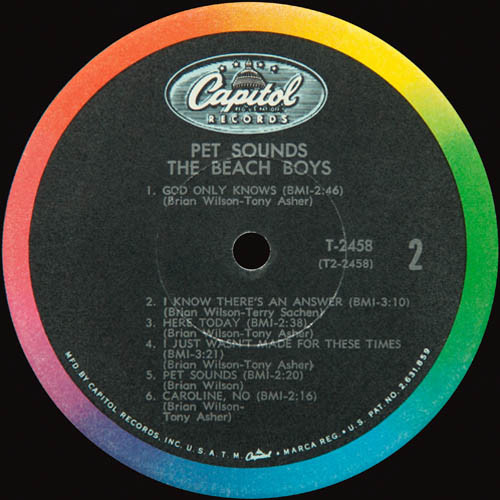 Capitol
RECORDS
PET SOUNDS
THE BEACH BOYS
1. GOD ONLY KNOWS (BMI-2:46)
(Brian Wilson-Tony Asher)
T-2458
(T2-2458)
2
2. I KNOW THERE'S AN ANSWER (BMI-3:10)
(Brian Wilson-Terry Sachen)
3. HERE TODAY (BMI-2:38)
(Brian Wilson-Tony Asher)
4. I JUST WASN'T MADE FOR THESE TIMES
(BMI-3:21)
(Brian Wilson-Tony Asher)
5. PET SOUNDS (BMI-2:20)
(Brian Wilson)
6. CAROLINE, NO (BMI-2:16)
(Brian Wilson-
Tony Asher)
MFD. BY CAPITOL RECORDS, INC. U.S.A. T.M. Capitol MARCA REG. • U.S. PAT. NO. 2,631,859